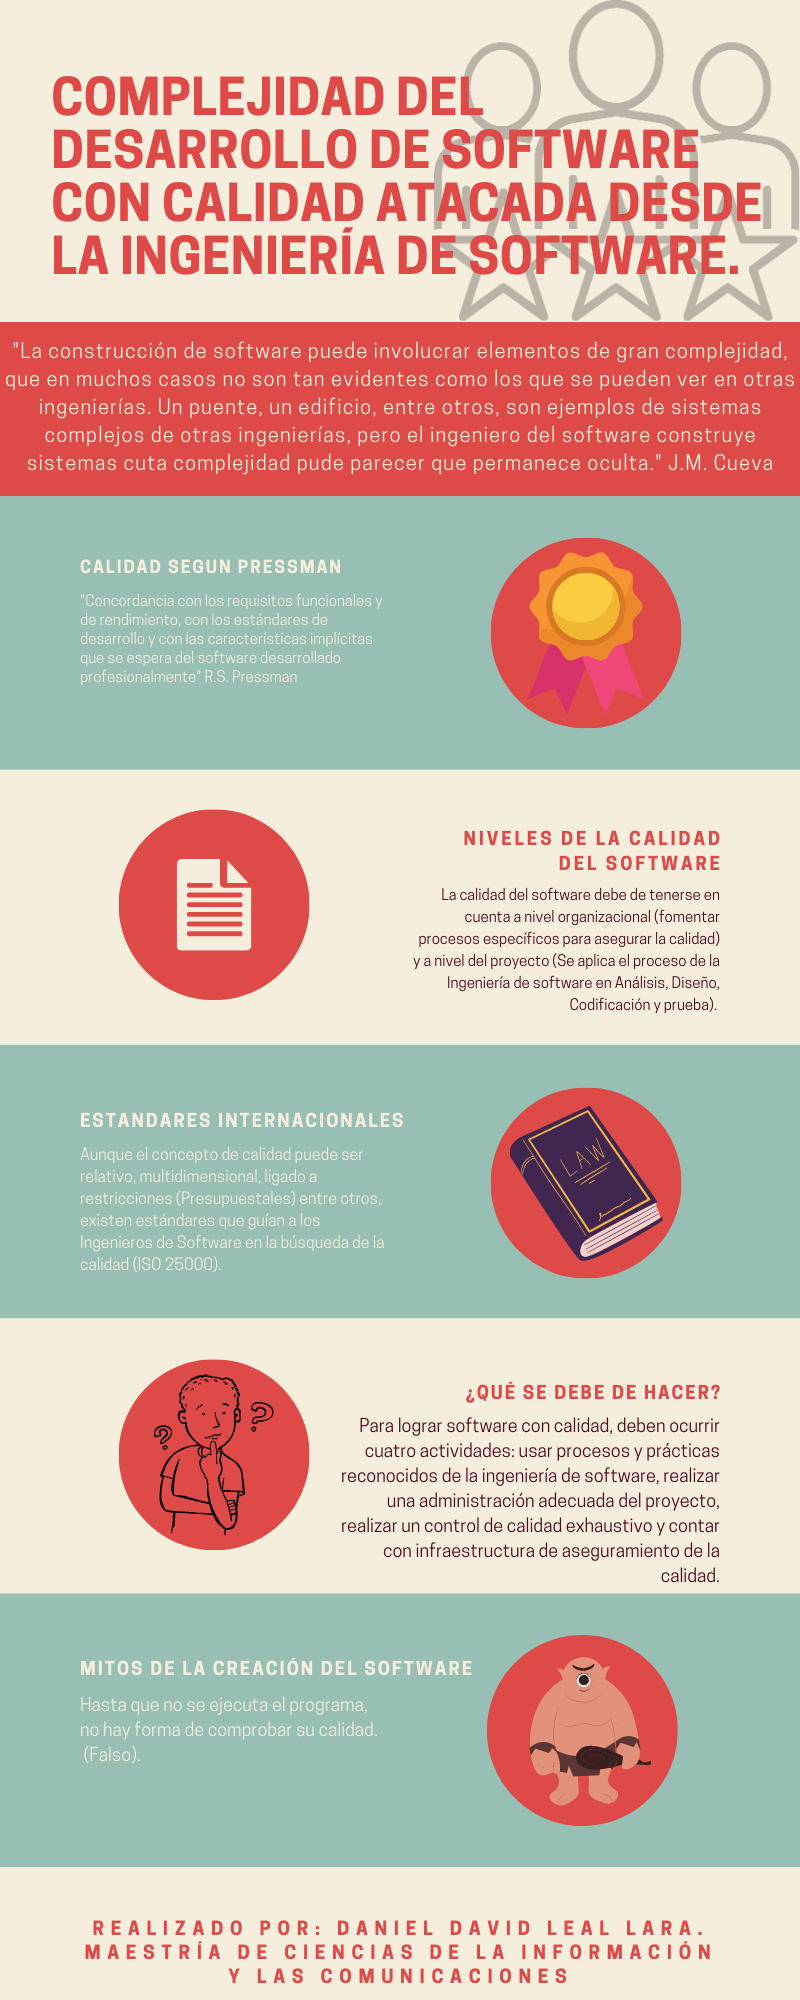 COMPLEJIDAD DEL
DESARROLLO DE SOFTWARE
CON CALIDAD ATACADA DESDE
LA INGENIERÍA DE SOFTWARE.
"La construcción de software puede involucrar elementos de gran complejidad,
que en muchos casos no son tan evidentes como los que se pueden ver en otras
ingenierías. Un puente, un edificio, entre otros, son ejemplos de sistemas
complejos de otras ingenierías, pero el ingeniero del software construye
sistemas cuta complejidad pude parecer que permanece oculta." J.M. Cueva
CALIDAD SEGUN PRESSMAN
"Concordancia con los requisitos funcionales y
de rendimiento, con los estándares de
desarrollo y con las características implícitas
que se espera del software desarrollado
profesionalmente" R.S. Pressman
NIVELES DE LA CALIDAD
DEL SOFTWARE
La calidad del software debe de tenerse en
cuenta a nivel organizacional (fomentar
procesos específicos para asegurar la calidad)
y a nivel del proyecto (Se aplica el proceso de la
Ingeniería de software en Análisis, Diseño,
Codificación y prueba).
ESTANDARES INTERNACIONALES
Aunque el concepto de calidad puede ser
relativo, multidimensional, ligado a
restricciones (Presupuestales) entre otros,
existen estándares que guían a los
Ingenieros de Software en la búsqueda de la
calidad (ISO 25000).
LAW
¿QUÉ SE DEBE DE HACER?
Para lograr software con calidad, deben ocurrir
cuatro actividades: usar procesos y prácticas
reconocidos de la ingeniería de software, realizar
una administración adecuada del proyecto,
realizar un control de calidad exhaustivo y contar
con infraestructura de aseguramiento de la
calidad.
? ?
MITOS DE LA CREACIÓN DEL SOFTWARE
Hasta que no se ejecuta el programa,
no hay forma de comprobar su calidad.
(Falso).
REALIZADO POR: DANIEL DAVID LEAL LARA.
MAESTRÍA DE CIENCIAS DE LA INFORMACIÓN
Y LAS COMUNICACIONES